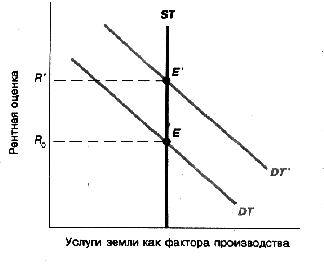 ST
R'
E'
Рентная оценка
R₀
E
DT'
DT
Услуги земли как фактора производства